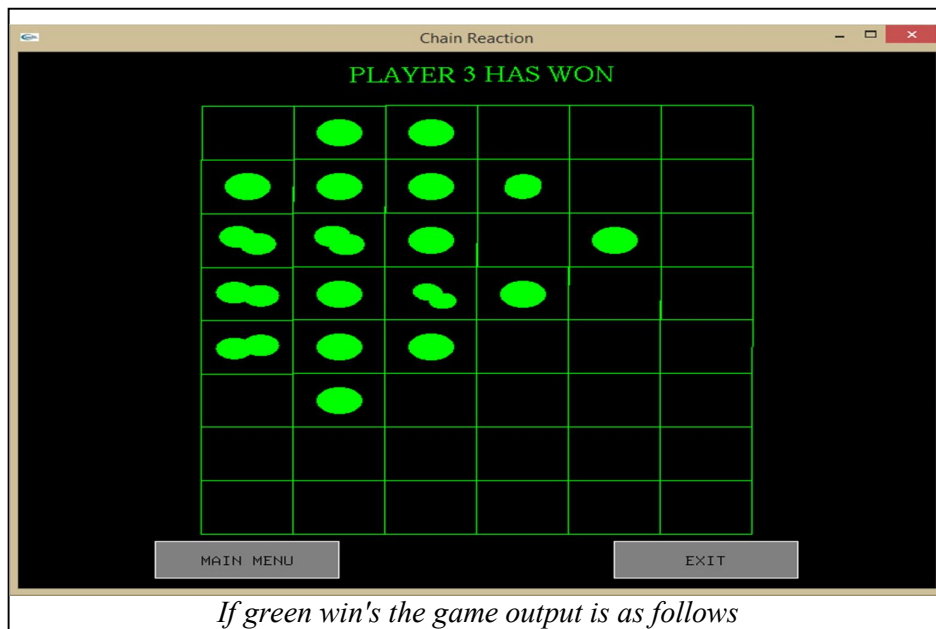 Chain Reaction
PLAYER 3 HAS WON
MAIN MENU
EXIT
If green win's the game output is as follows